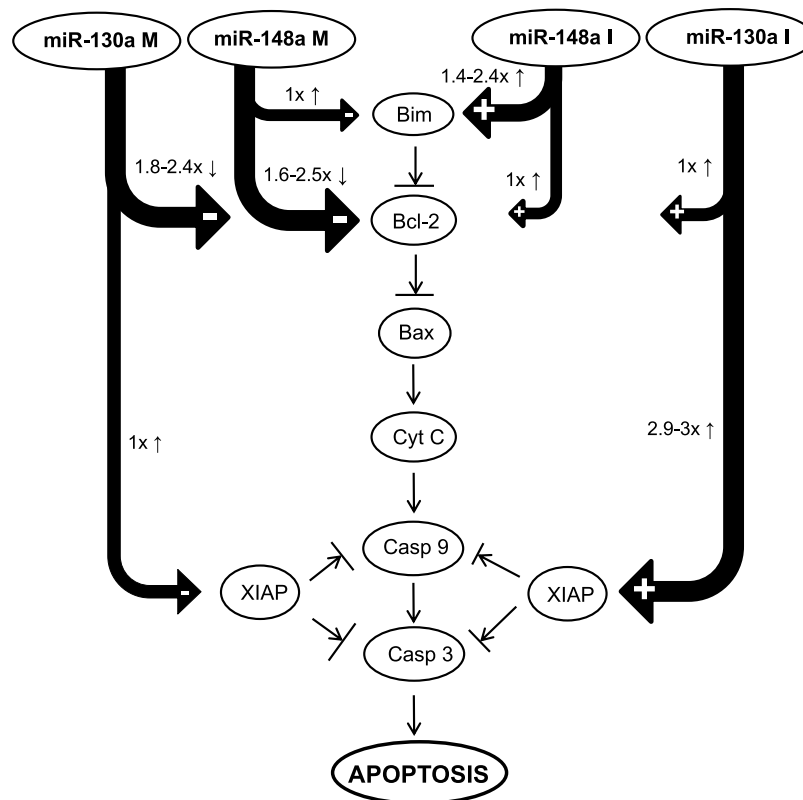 miR-130a M
miR-148a M
miR-148a I
miR-130a I
1x ↑
1.4-2.4x ↑
-
Bim
+
1.8-2.4x ↓
1.6-2.5x ↓
1x ↑
1x ↑
-
-
Bcl-2
+
+
Bax
Cyt C
1x ↑
2.9-3x ↑
Casp 9
-
XIAP
XIAP
+
Casp 3
APOPTOSIS